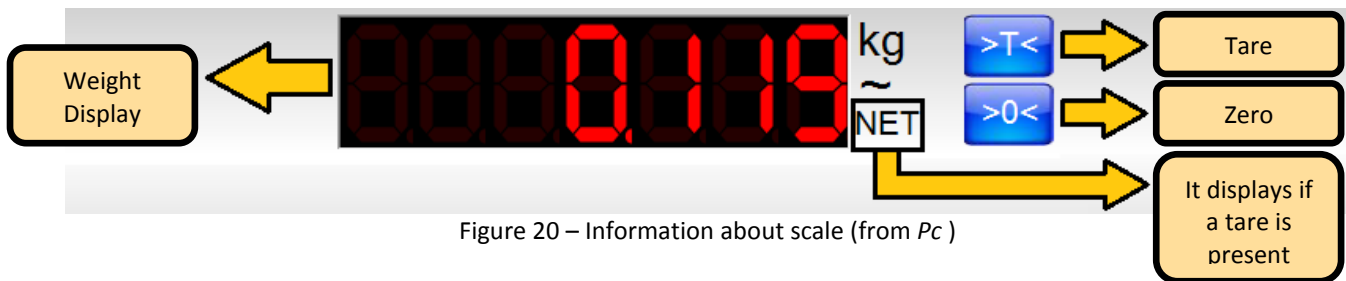 Weight
Display
0.119
kg
~
NET
>T<
Tare
>0<
Zero
It displays if
a tare is
present
Figure 20 – Information about scale (from Pc )